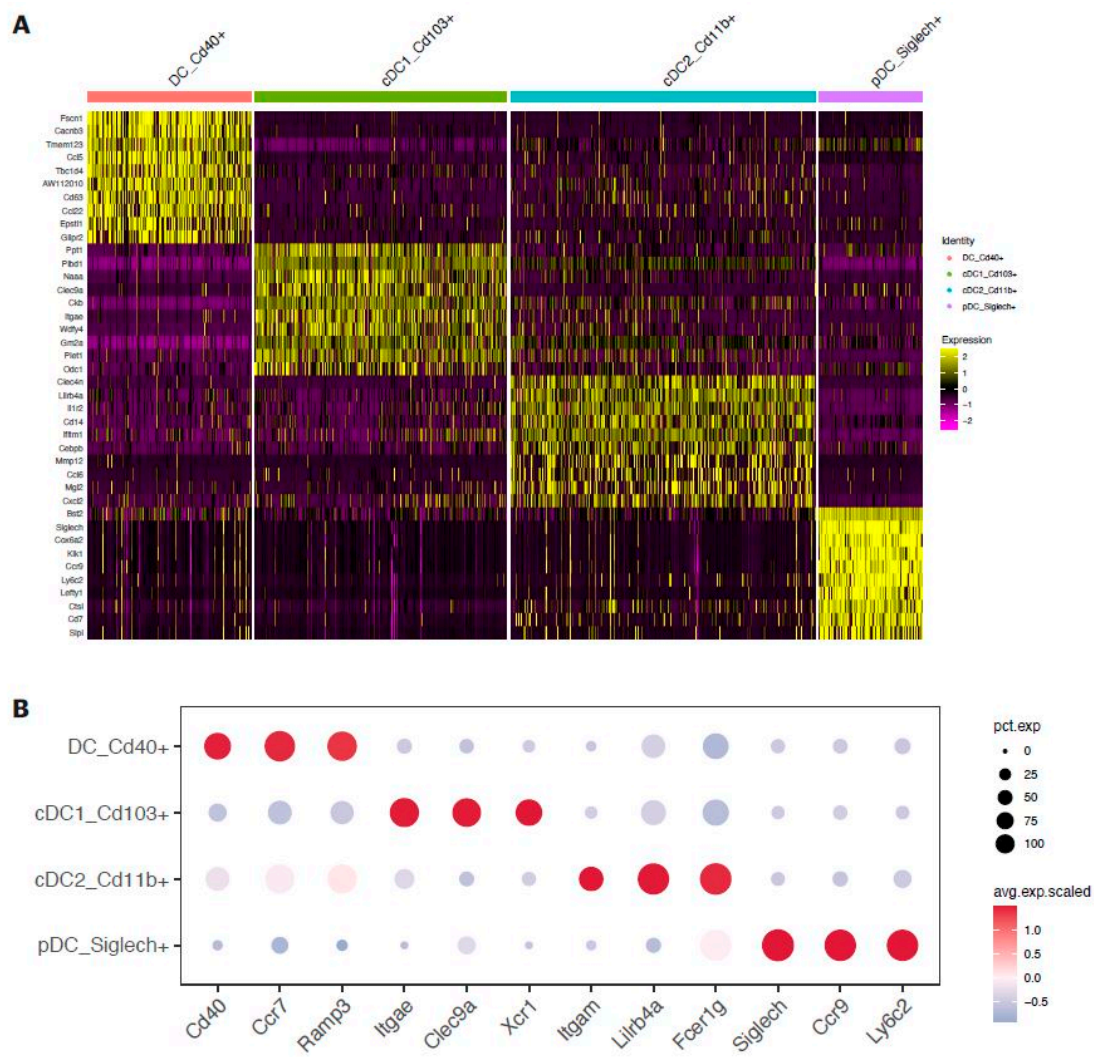 A
DC_Cd40+
cDC1_Cd103+
cDC2_Cd11b+
pDC_Siglech+
Fscn1
Cacnb3
Tmem123
Ccl5
Tbc1d4
AW112010
Cd63
Ccl22
Epsti1
Glipr2
Ppt1
Plbd1
Naaa
Clec9a
Ckb
Itgae
Wdfy4
Gm2a
Plet1
Odc1
Clec4n
Lilrb4a
Il1r2
Cd14
Ifitm1
Cebpb
Mmp12
Ccl6
Mgl2
Cxcl2
Bst2
Siglech
Cox6a2
Klk1
Ccr9
Ly6c2
Lefty1
Ctsl
Cd7
Slpi
Identity
DC_Cd40+
cDC1_Cd103+
cDC2_Cd11b+
pDC_Siglech+
Expression
2
1
0
−1
−2
B
DC_Cd40+
cDC1_Cd103+
cDC2_Cd11b+
pDC_Siglech+
Cd40
Ccr7
Ramp3
Itgae
Clec9a
Xcr1
Itgam
Lilrb4a
Fcer1g
Siglech
Ccr9
Ly6c2
pct.exp
0
25
50
75
100
avg.exp.scaled
1.0
0.5
0.0
−0.5